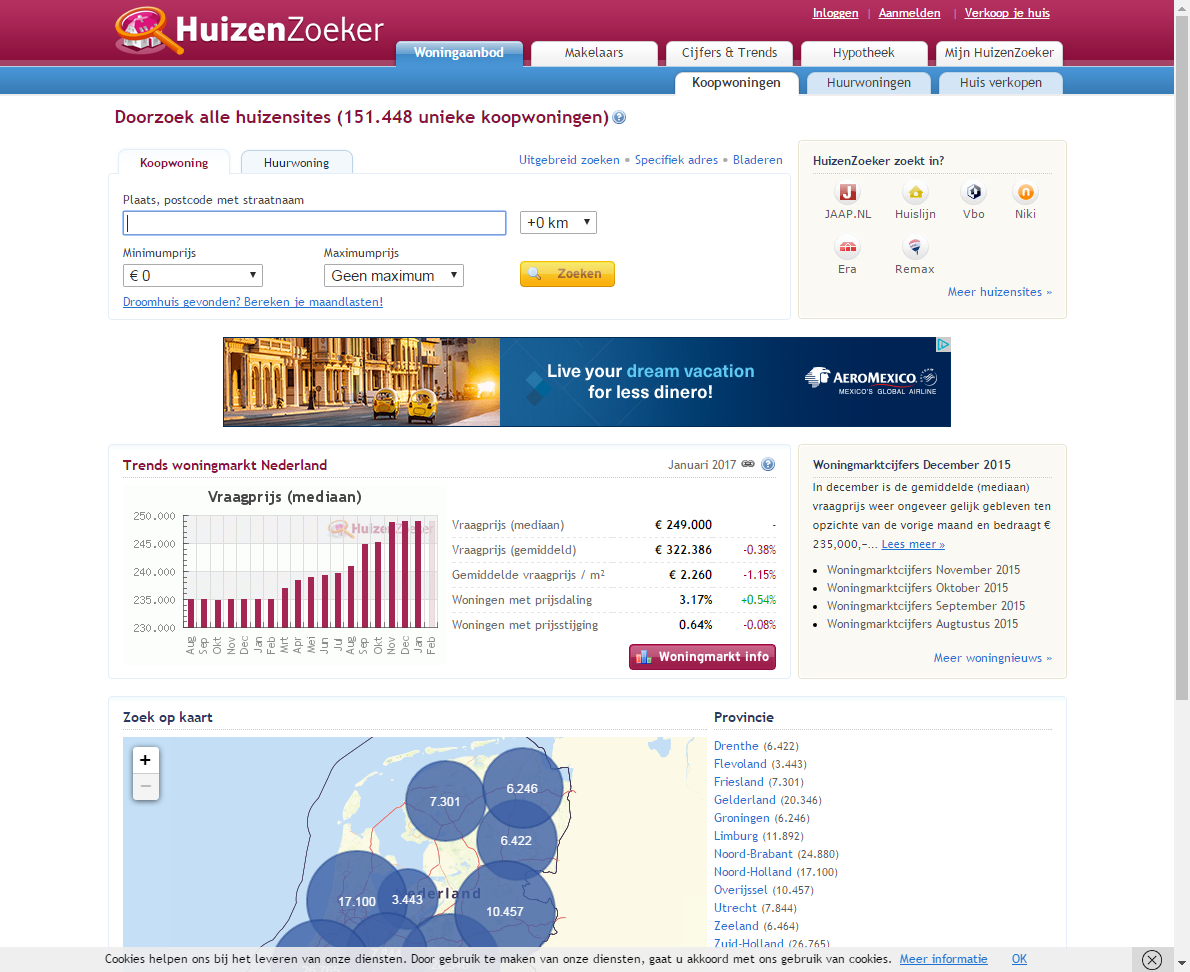 Inloggen | Aanmelden | Verkoop je huis
HuizenZoeker
Woningaanbod Makelaars Cijfers & Trends Hypotheek Mijn HuizenZoeker
Koopwoningen Huurwoningen Huis verkopen
Doorzoek alle huizensites (151.448 unieke koopwoningen) ?
Koopwoning Huurwoning
Uitgebreid zoeken • Specifiek adres • Bladeren
Plaats, postcode met straatnaam
+0 km
Minimumprijs Maximumprijs
€ 0 Geen maximum Zoeken
Droomhuis gevonden? Bereken je maandlasten!
HuizenZoeker zoekt in?
JAAP.NL Huislijn Vbo Niki
Era Remax
Meer huizensites »
Live your dream vacation
for less dinero!
AEROMEXICO.
MEXICO'S GLOBAL AIRLINE
Trends woningmarkt Nederland
Januari 2017 ?
Vraagprijs (mediaan)
HuizenZoeker
250.000
245.000
240.000
235.000
230.000
Aug Sep Okt Nov Dec Jan Feb Mrt Apr Mei Jun Jul Aug Sep Okt Nov Dec Jan Feb
Vraagprijs (mediaan) € 249.000 -
Vraagprijs (gemiddeld) € 322.386 -0.38%
Gemiddelde vraagprijs / m² € 2.260 -1.15%
Woningen met prijsdaling 3.17% +0.54%
Woningen met prijsstijging 0.64% -0.08%
Woningmarkt info
Woningmarktcijfers December 2015
In december is de gemiddelde (mediaan)
vraagprijs weer ongeveer gelijk gebleven ten
opzichte van de vorige maand en bedraagt €
235,000,-... Lees meer »
• Woningmarktcijfers November 2015
• Woningmarktcijfers Oktober 2015
• Woningmarktcijfers September 2015
• Woningmarktcijfers Augtustus 2015
Meer woningnieuws »
Zoek op kaart
+
−
7.301
6.246
6.422
Nederland
17.100
3.443
10.457
Provincie
Drenthe (6.422)
Flevoland (3.443)
Friesland (7.301)
Gelderland (20.346)
Groningen (6.246)
Limburg (11.892)
Noord-Brabant (24.880)
Noord-Holland (17.100)
Overijssel (10.457)
Utrecht (7.844)
Zeeland (6.464)
Zuid-Holland (26.765)
Cookies helpen ons bij het leveren van onze diensten. Door gebruik te maken van onze diensten, gaat u akkoord met ons gebruik van cookies. Meer informatie OK